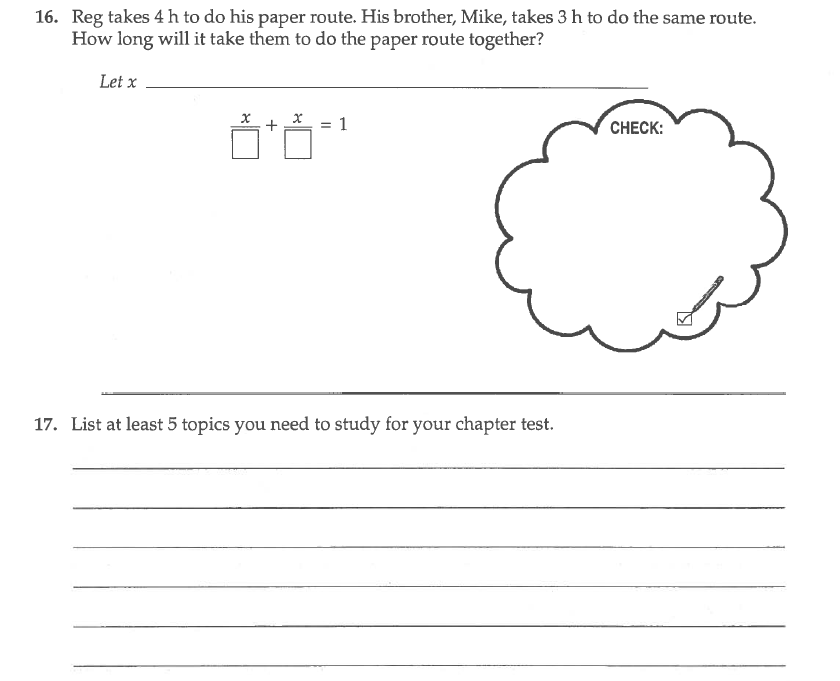 16. Reg takes 4 h to do his paper route. His brother, Mike, takes 3 h to do the same route.
How long will it take them to do the paper route together?
Let x
x/□ + x/□ = 1
CHECK:
17. List at least 5 topics you need to study for your chapter test.